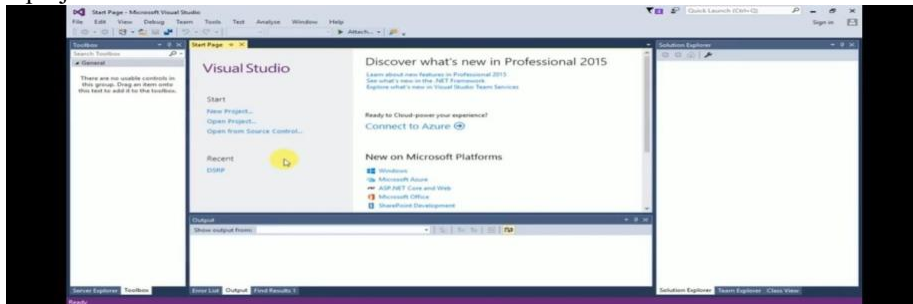 Start Page - Microsoft Visual Studio
Quick Launch (Ctrl+Q)
File Edit View Debug Team Tools Test Analyze Window Help
Sign in
Attach...
Toolbox
Start Page
Solution Explorer
Search Toolbox
General
There are no usable controls in
this group. Drag an item onto
this text to add it to the toolbox.
Visual Studio
Start
New Project...
Open Project...
Open from Source Control...
Recent
DSRP
Discover what's new in Professional 2015
Learn about new features in Professional 2015
See what's new in the .NET Framework
Explore what's new in Visual Studio Team Services
Ready to Cloud-power your experience?
Connect to Azure
New on Microsoft Platforms
Windows
Microsoft Azure
ASP.NET Core and Web
Microsoft Office
SharePoint Development
Output
Show output from:
Server Explorer Toolbox
Error List Output Find Results 1
Solution Explorer Team Explorer Class View
Ready